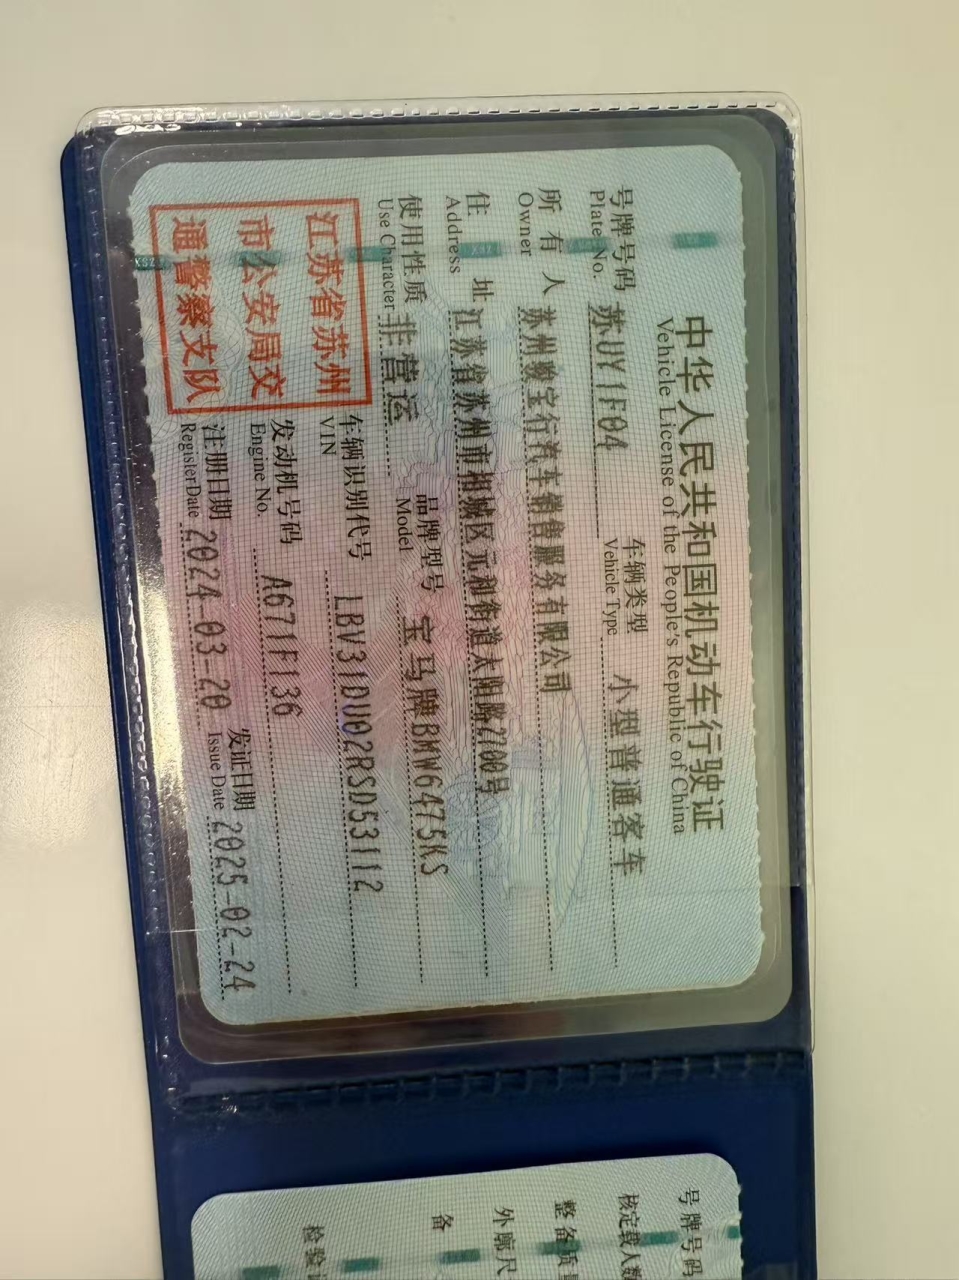 中华人民共和国机动车行驶证
Vehicle License of the People's Republic of China
号牌号码 苏UY1F04 车辆类型 小型普通客车
Plate No. Vehicle Type
所有人 苏州骏宝行汽车销售服务有限公司
Owner
住址 江苏省苏州市相城区元和街道太阳路2700号
Address
使用性质 非营运 品牌型号 宝马牌BMW6475KS
Use Character Model
江苏省苏州
市公安局交
通警察支队
车辆识别代号 LBV31DU02RSD53112
VIN
发动机号码 A671F136
Engine No.
注册日期 2024-03-20 发证日期 2025-02-24
Register Date Issue Date
号牌号码
核定载人数
整备质量
外廓尺
备
检验记